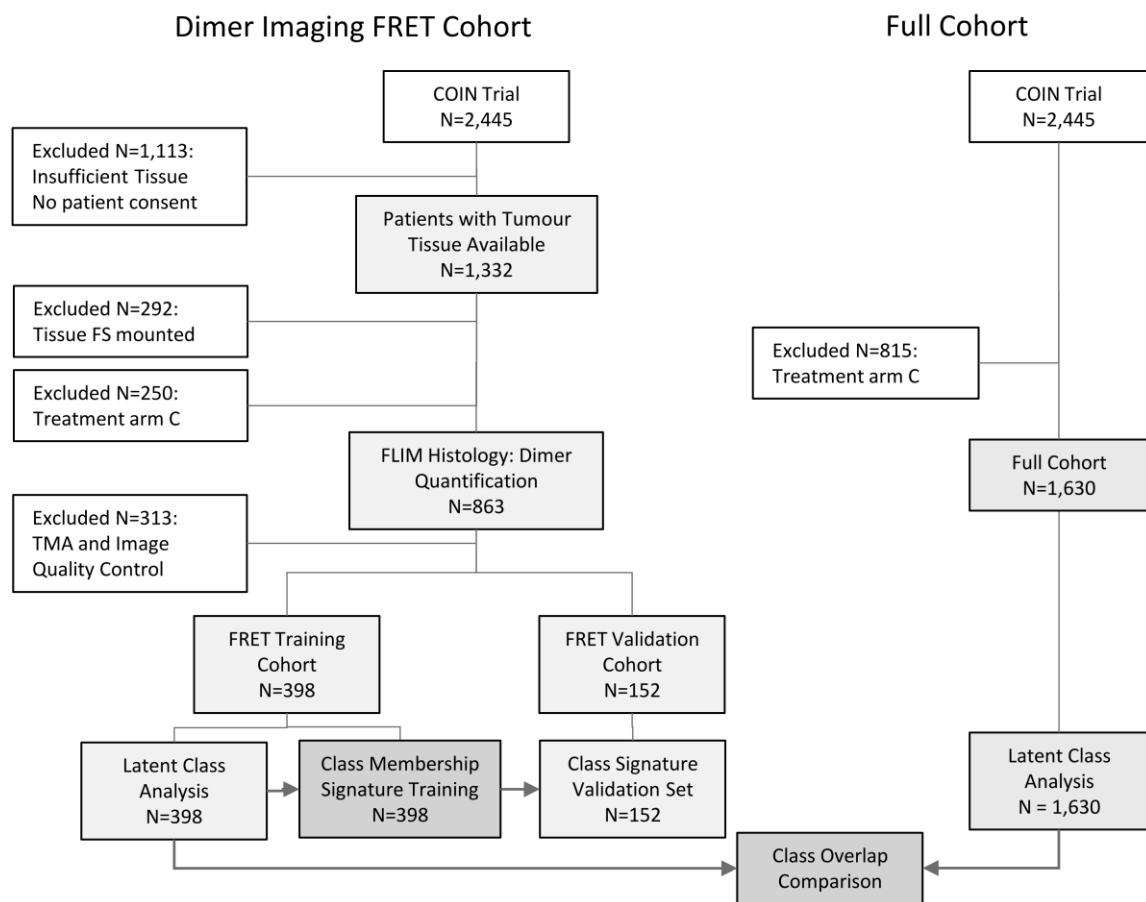 Dimer Imaging FRET Cohort
Full Cohort
COIN Trial
N=2,445
COIN Trial
N=2,445
Excluded N=1,113:
Insufficient Tissue
No patient consent
Patients with Tumour
Tissue Available
N=1,332
Excluded N=292:
Tissue FS mounted
Excluded N=815:
Treatment arm C
Excluded N=250:
Treatment arm C
FLIM Histology: Dimer
Quantification
N=863
Full Cohort
N=1,630
Excluded N=313:
TMA and Image
Quality Control
FRET Training
Cohort
N=398
FRET Validation
Cohort
N=152
Latent Class
Analysis
N=398
Class Membership
Signature Training
N=398
Class Signature
Validation Set
N=152
Latent Class
Analysis
N = 1,630
Class Overlap
Comparison